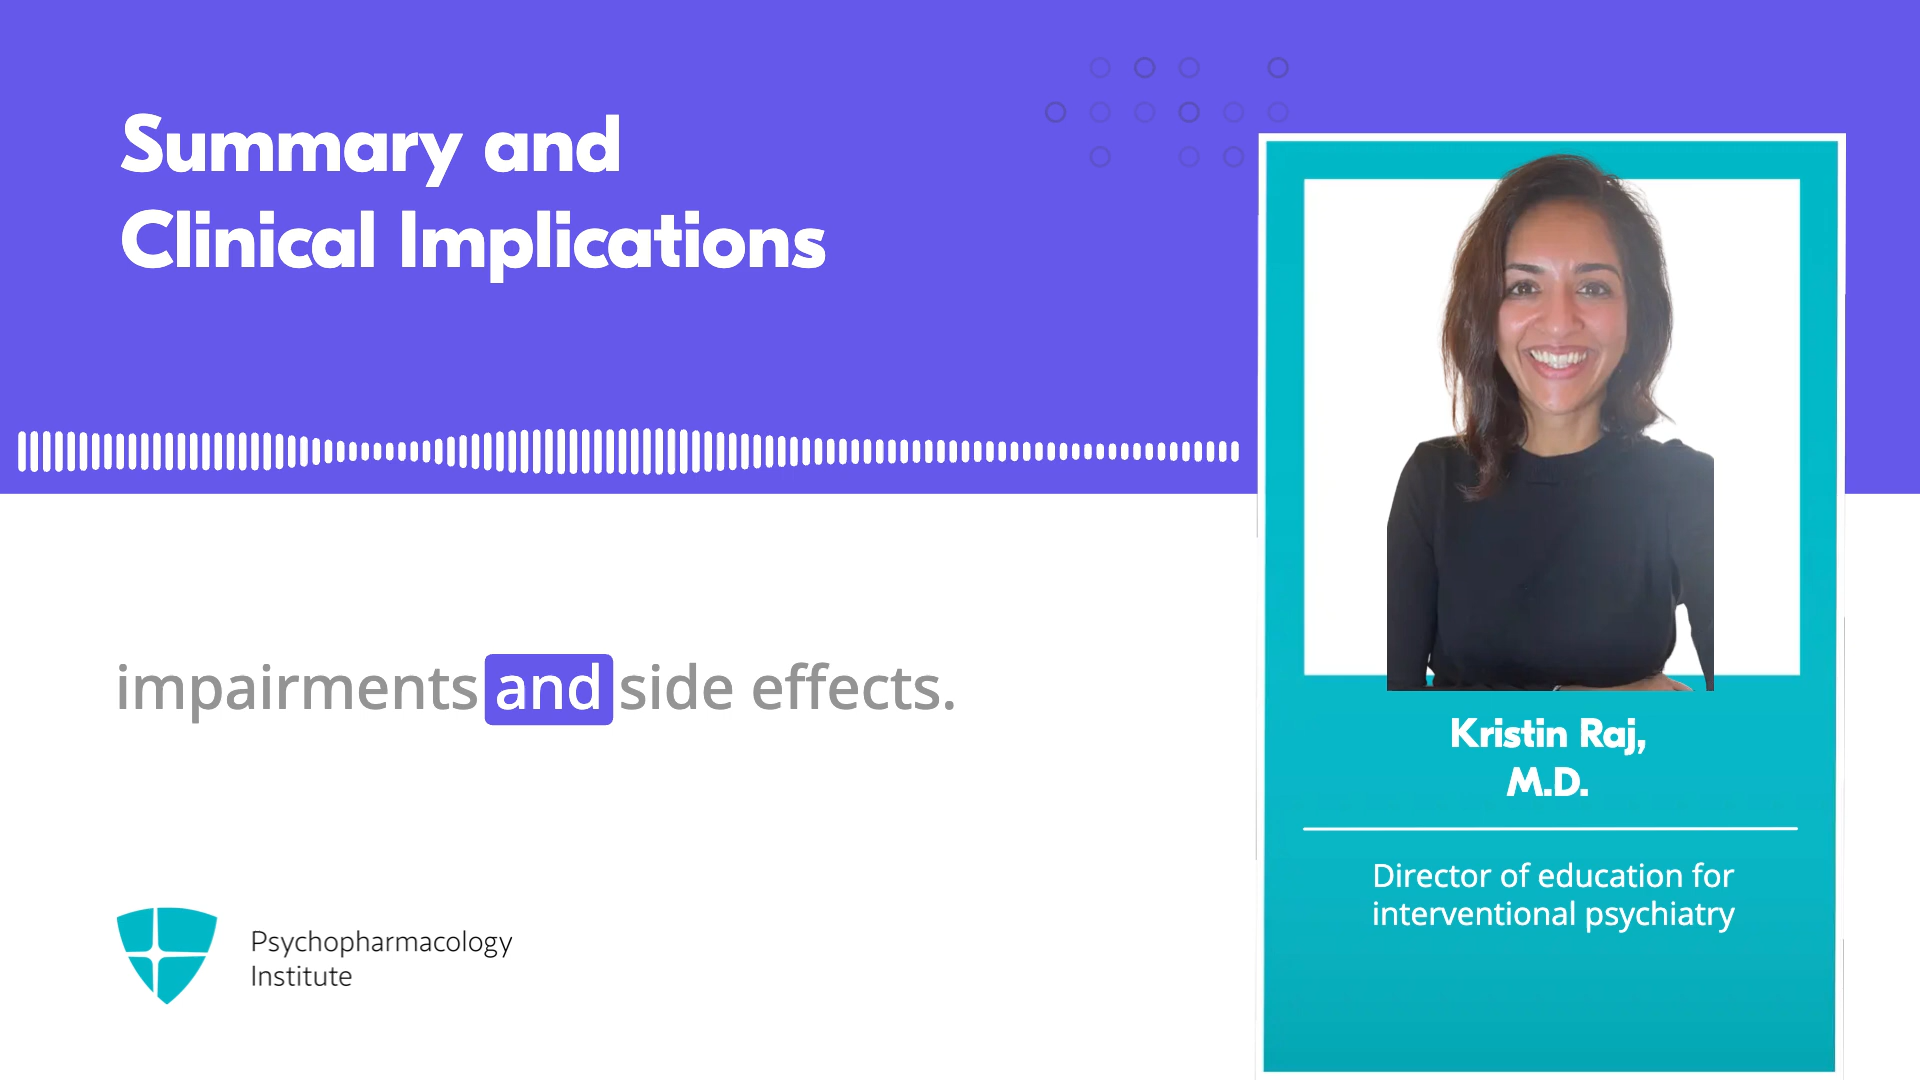 Summary and
Clinical Implications
impairments and side effects.
Kristin Raj,
M.D.
Director of education for
interventional psychiatry
Psychopharmacology
Institute